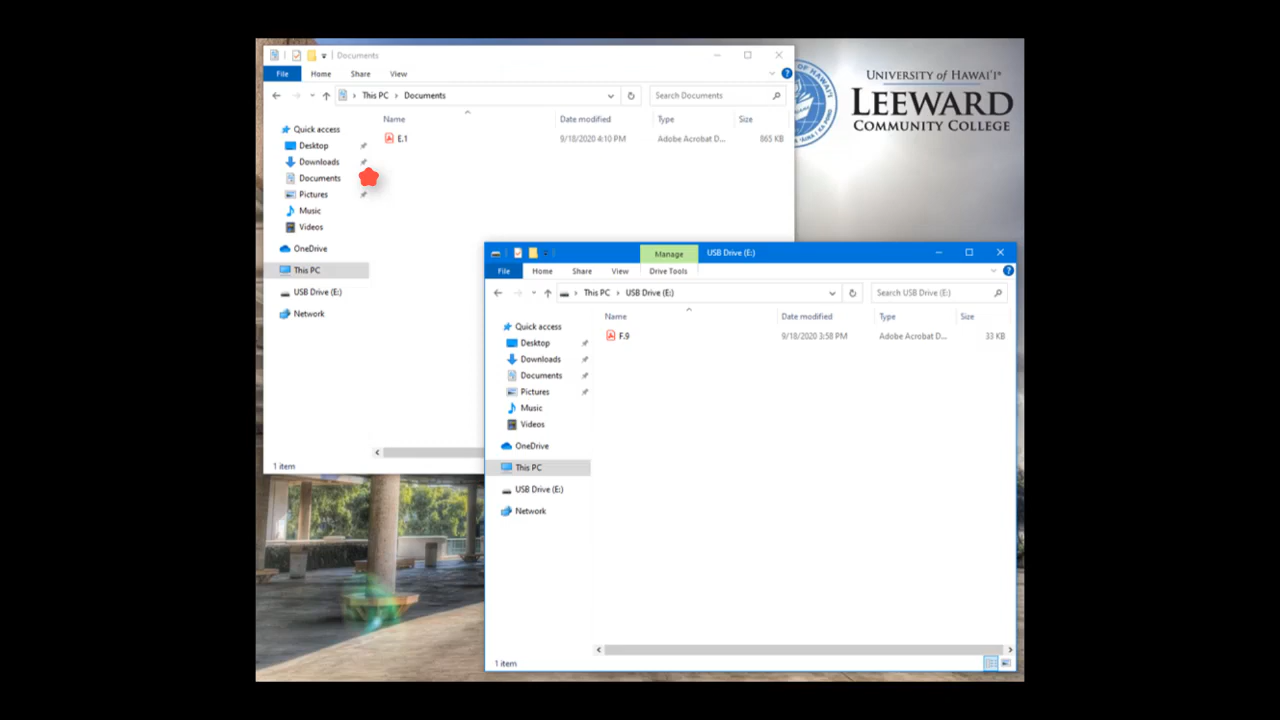 Documents
File Home Share View
This PC > Documents
Search Documents
Name Date modified Type Size
E.1 9/18/2020 4:10 PM Adobe Acrobat D... 865 KB
Quick access
Desktop
Downloads
Documents
Pictures
Music
Videos
OneDrive
This PC
USB Drive (E:)
Network
1 item
UNIVERSITY of HAWAI'I®
LEEWARD
COMMUNITY COLLEGE
Manage USB Drive (E:)
File Home Share View Drive Tools
This PC > USB Drive (E:)
Search USB Drive (E:)
Name Date modified Type Size
F.9 9/18/2020 3:58 PM Adobe Acrobat D... 33 KB
Quick access
Desktop
Downloads
Documents
Pictures
Music
Videos
OneDrive
This PC
USB Drive (E:)
Network
1 item